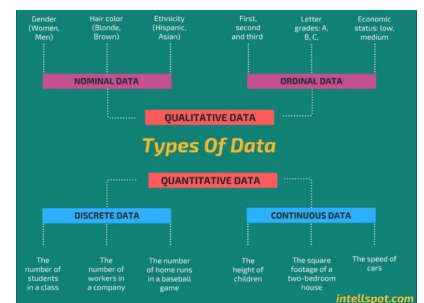 Gender
(Women,
Men)
Hair color
(Blonde,
Brown)
Ethnicity
(Hispanic,
Asian)
First,
second
and third
Letter
grades: A,
B, C,
Economic
status: low,
medium
NOMINAL DATA
ORDINAL DATA
QUALITATIVE DATA
Types Of Data
QUANTITATIVE DATA
DISCRETE DATA
CONTINUOUS DATA
The
number of
students
in a class
The
number of
workers in
a company
The number
of home runs
in a baseball
game
The
height of
children
The square
footage of a
two-bedroom
house
The speed of
cars
intellspot.com